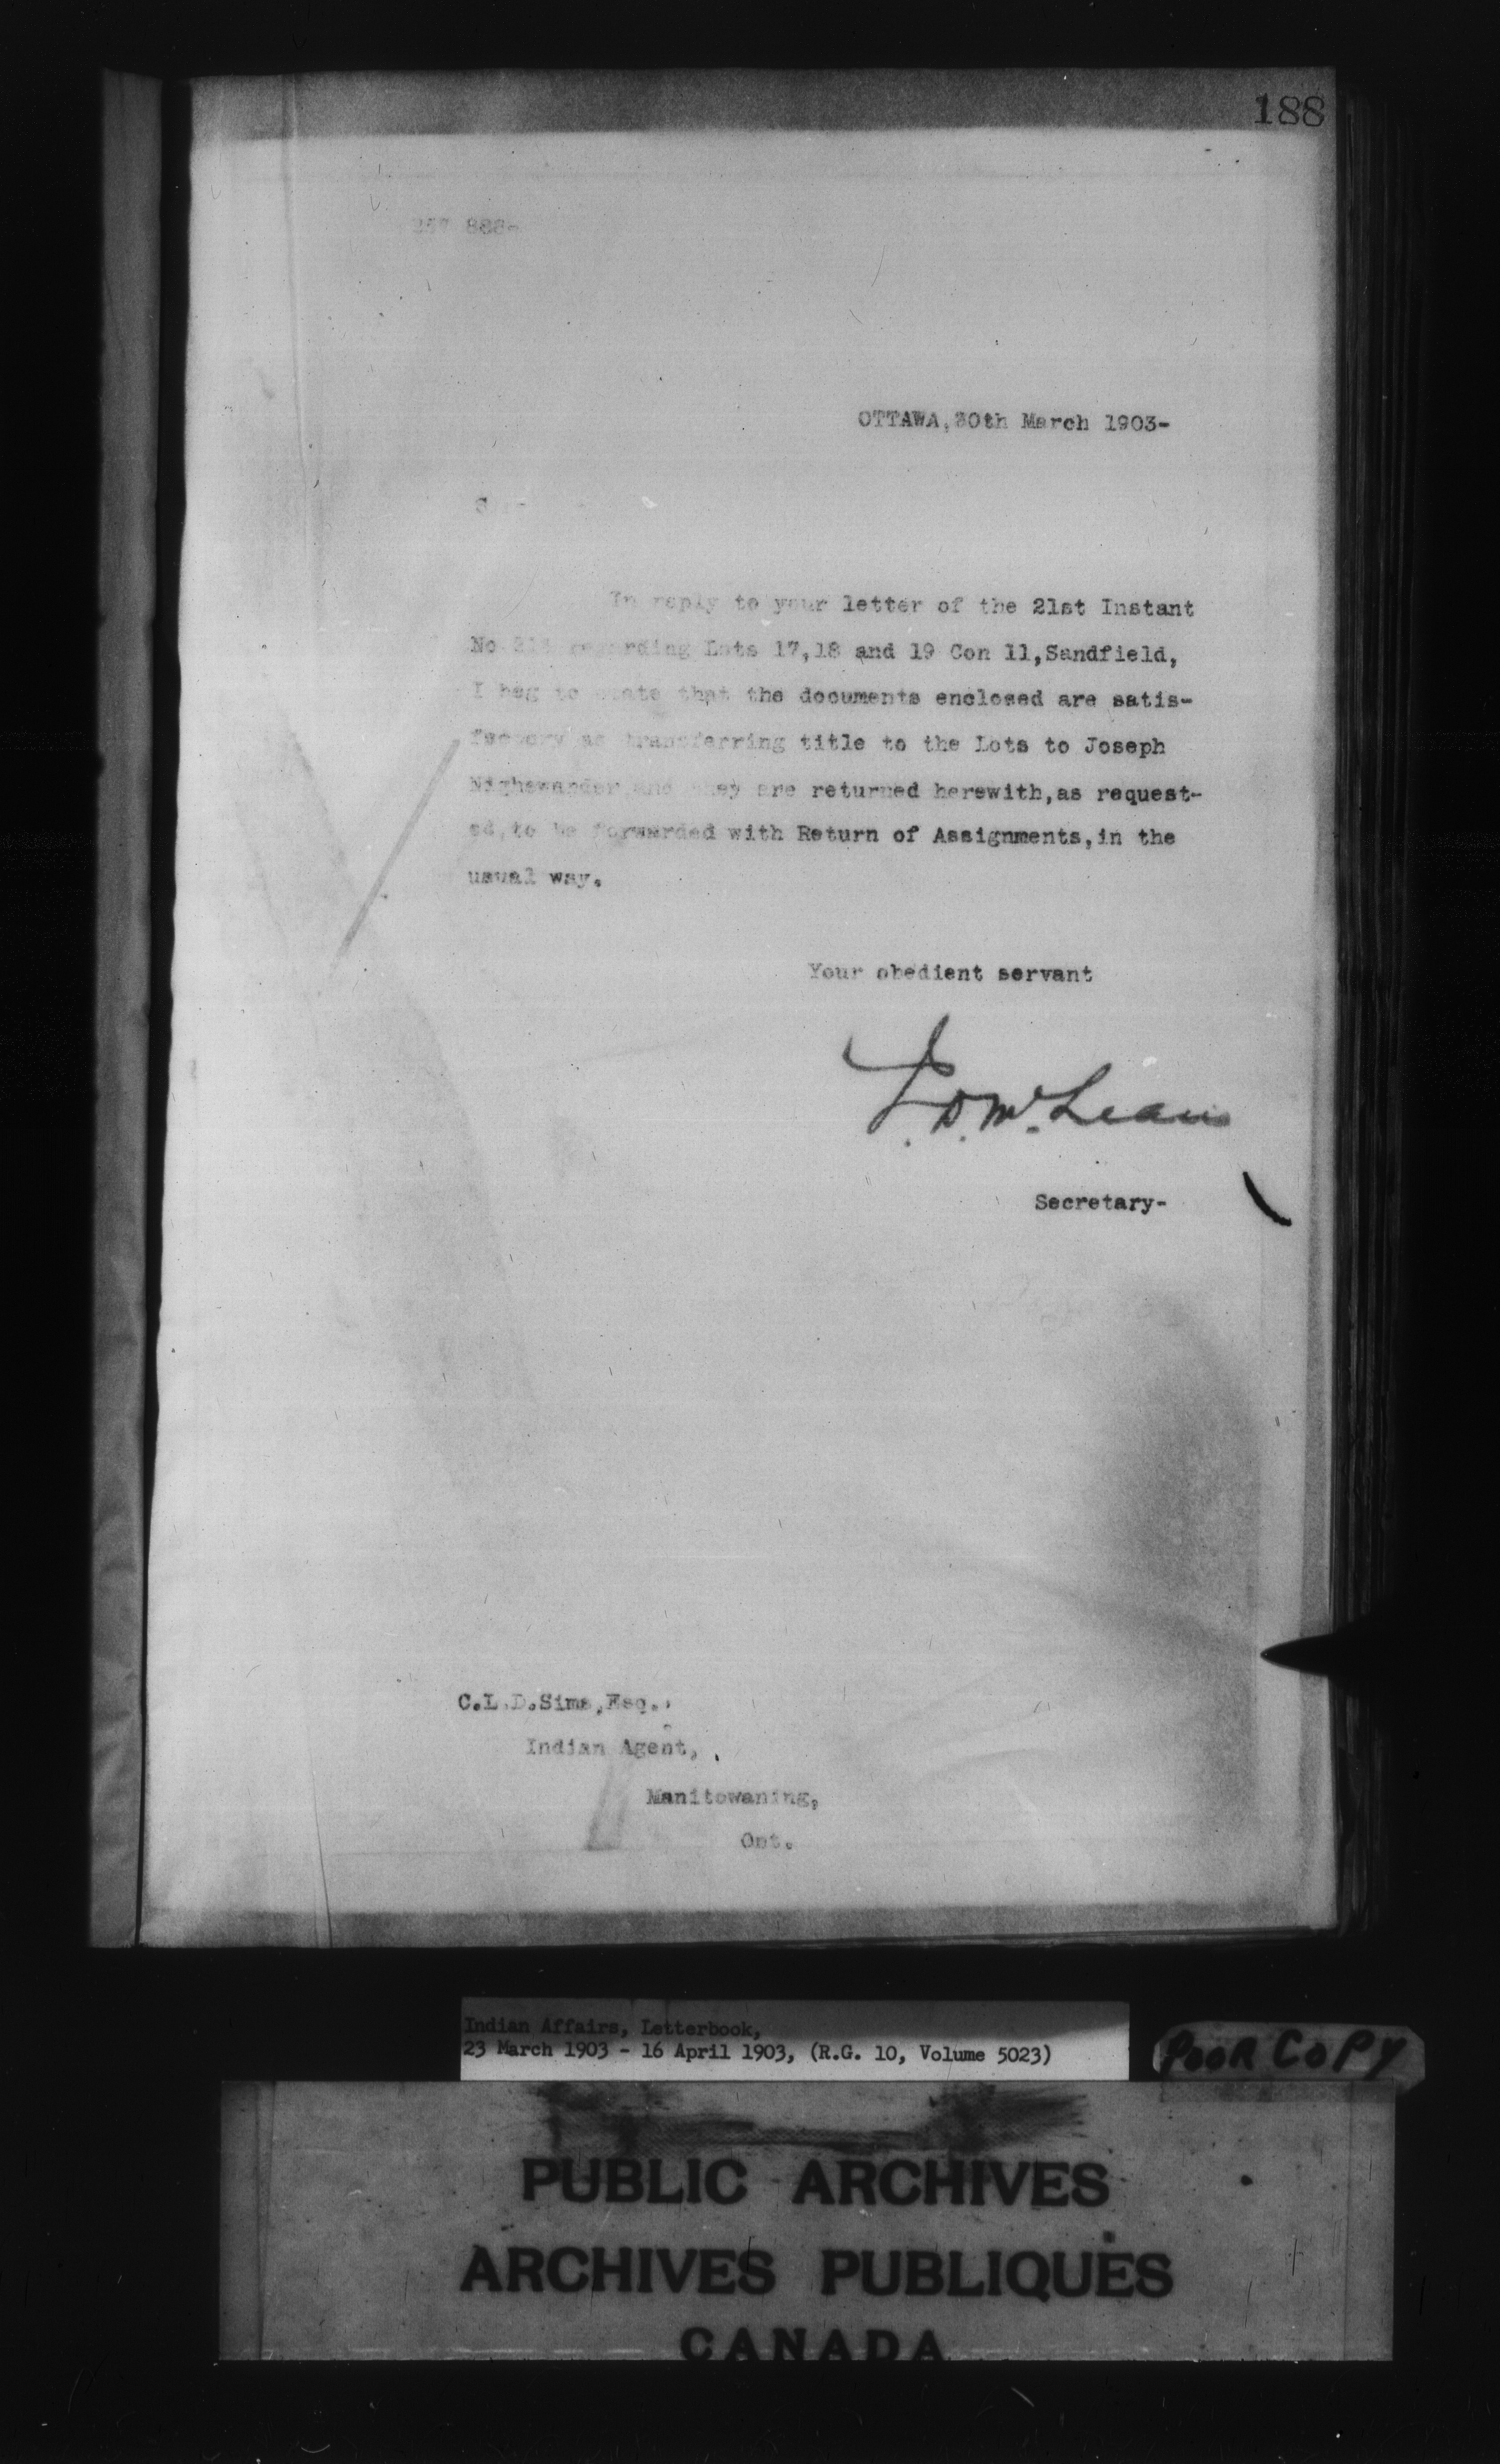 188
OTTAWA, 30th March 1903-
In reply to your letter of the 21st Instant
No regarding Lots 17,18 and 19 Con 11, Sandfield,
I beg to state that the documents enclosed are satis-
factory as transferring title to the Lots to Joseph
Nighswander and they are returned herewith, as request-
ed, to be forwarded with Return of Assignments, in the
usual way.
Your obedient servant
J. D. McLean
Secretary-
C.L.D. Sims, Esq.,
Indian Agent,
Manitowaning,
Ont.
Indian Affairs, Letterbook,
23 March 1903 - 16 April 1903, (R.G. 10, Volume 5023)
POOR COPY
PUBLIC ARCHIVES
ARCHIVES PUBLIQUES
CANADA